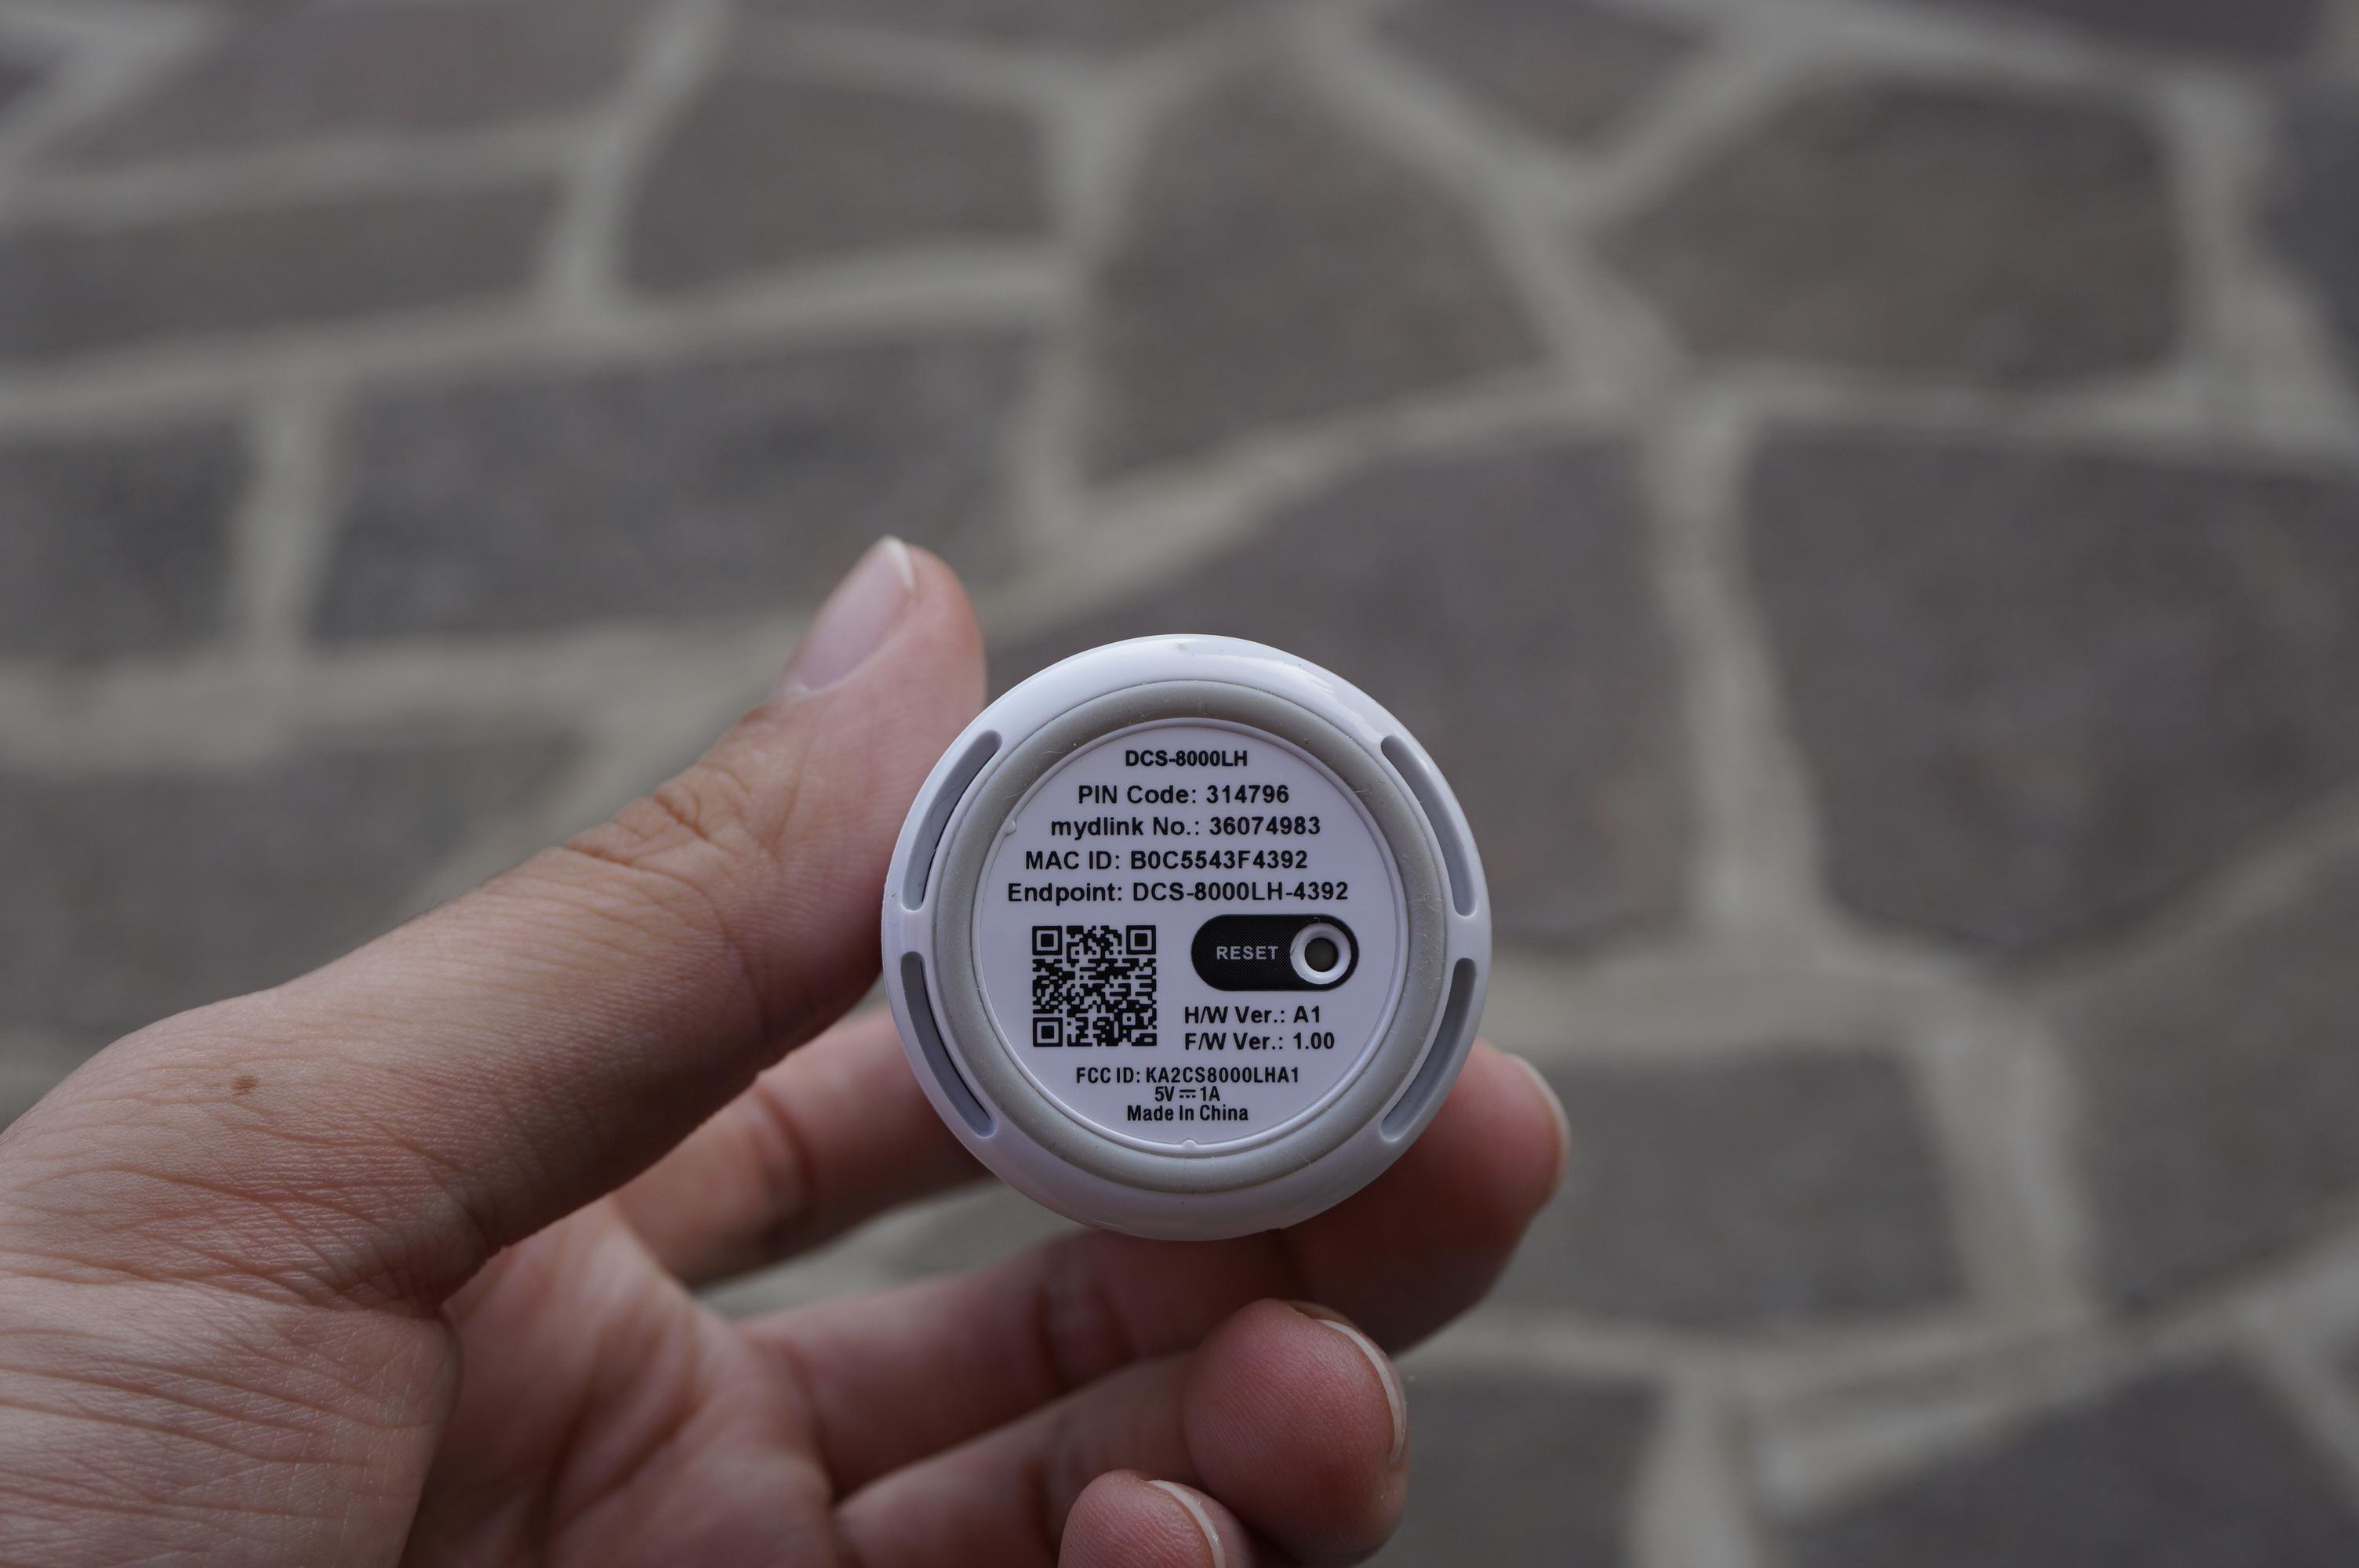 DCS-8000LH
PIN Code: 314796
mydlink No.: 36074983
MAC ID: B0C5543F4392
Endpoint: DCS-8000LH-4392
RESET
H/W Ver.: A1
F/W Ver.: 1.00
FCC ID: KA2CS8000LHA1
5V⎓1A
Made In China